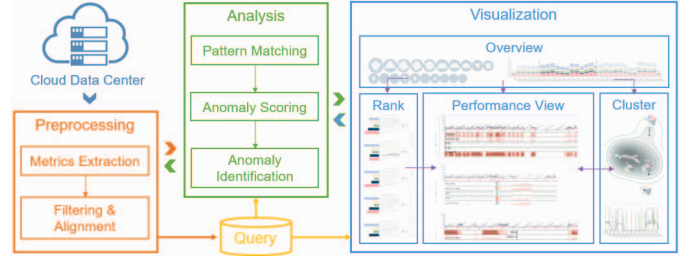 Cloud Data Center
Preprocessing
Metrics Extraction
Filtering &
Alignment
Analysis
Pattern Matching
Anomaly Scoring
Anomaly
Identification
Query
Visualization
Overview
Rank
Performance View
Cluster